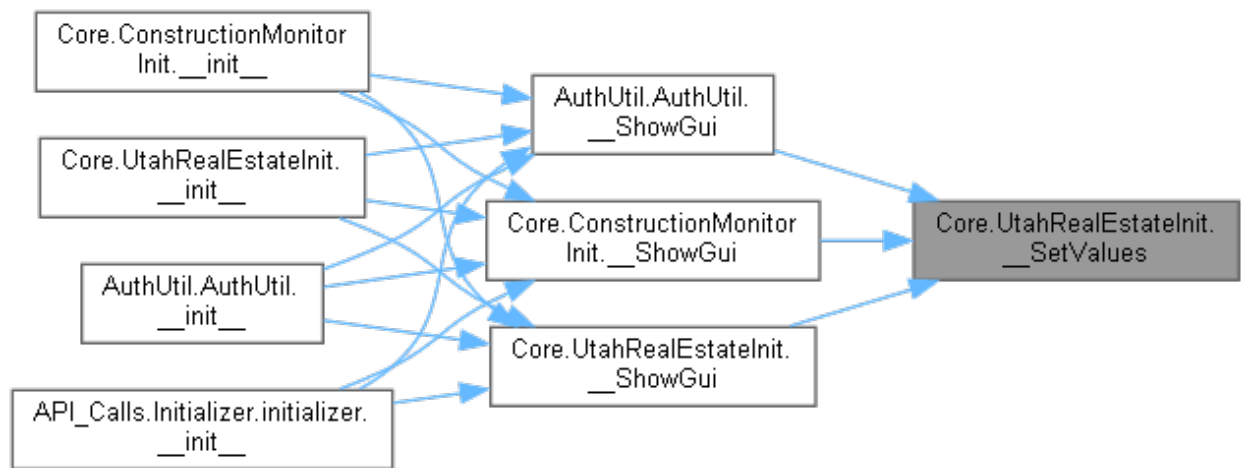 Core.ConstructionMonitor
Init.__init__
Core.UtahRealEstateInit.
__init__
AuthUtil.AuthUtil.
__init__
API_Calls.Initializer.initializer.
__init__
AuthUtil.AuthUtil.
__ShowGui
Core.ConstructionMonitor
Init.__ShowGui
Core.UtahRealEstateInit.
__ShowGui
Core.UtahRealEstateInit.
__SetValues